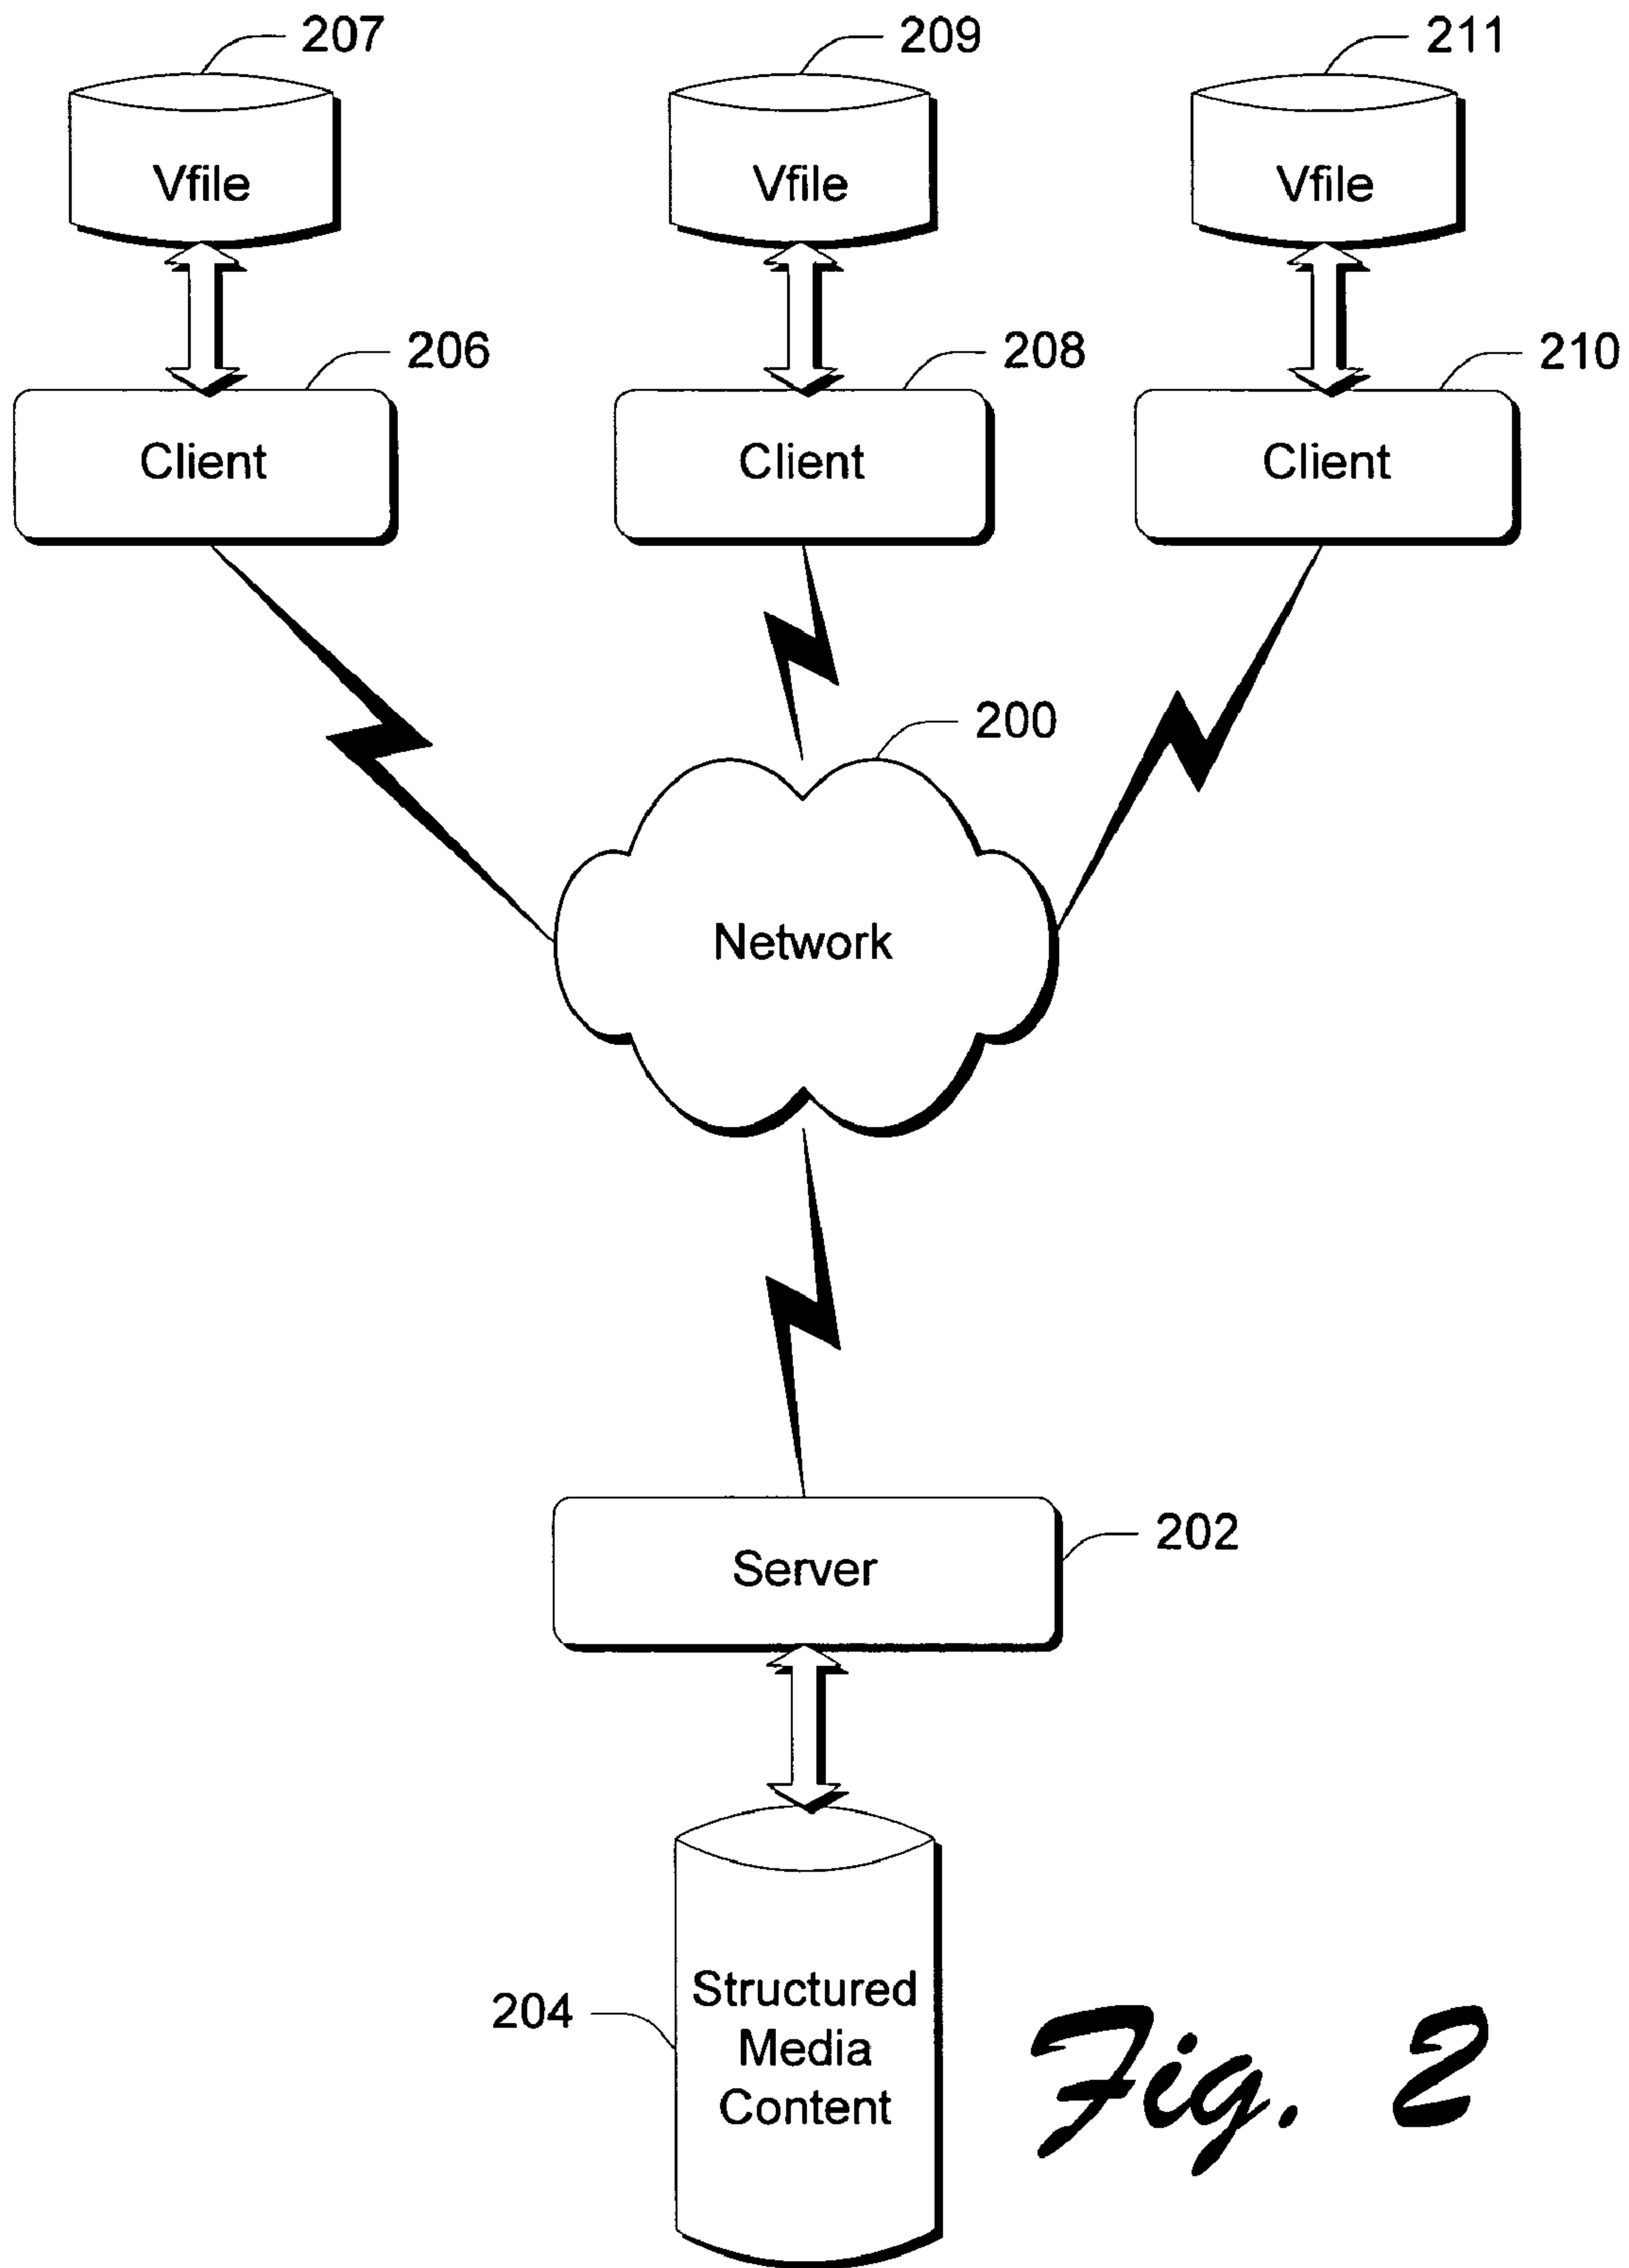 207
209
211
Vfile
Vfile
Vfile
206
208
210
Client
Client
Client
200
Network
202
Server
204
Structured
Media
Content
Fig. 2